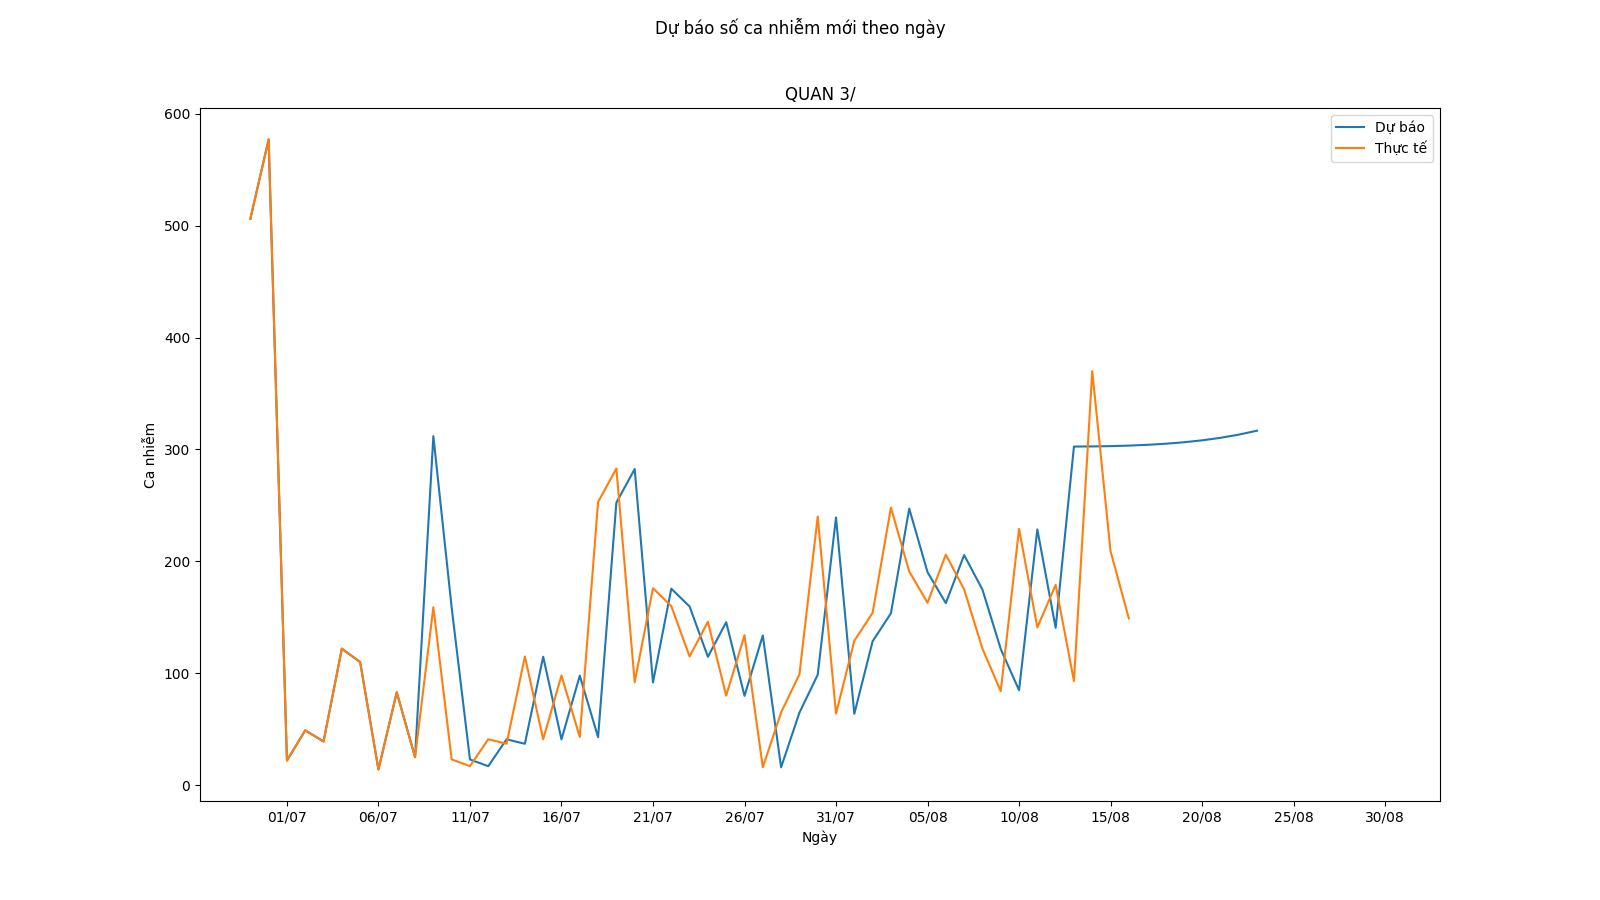 Dự báo số ca nhiễm mới theo ngày
QUAN 3/
600
500
400
300
200
100
0
Ca nhiễm
Dự báo
Thực tế
01/07 06/07 11/07 16/07 21/07 26/07 31/07 05/08 10/08 15/08 20/08 25/08 30/08
Ngày